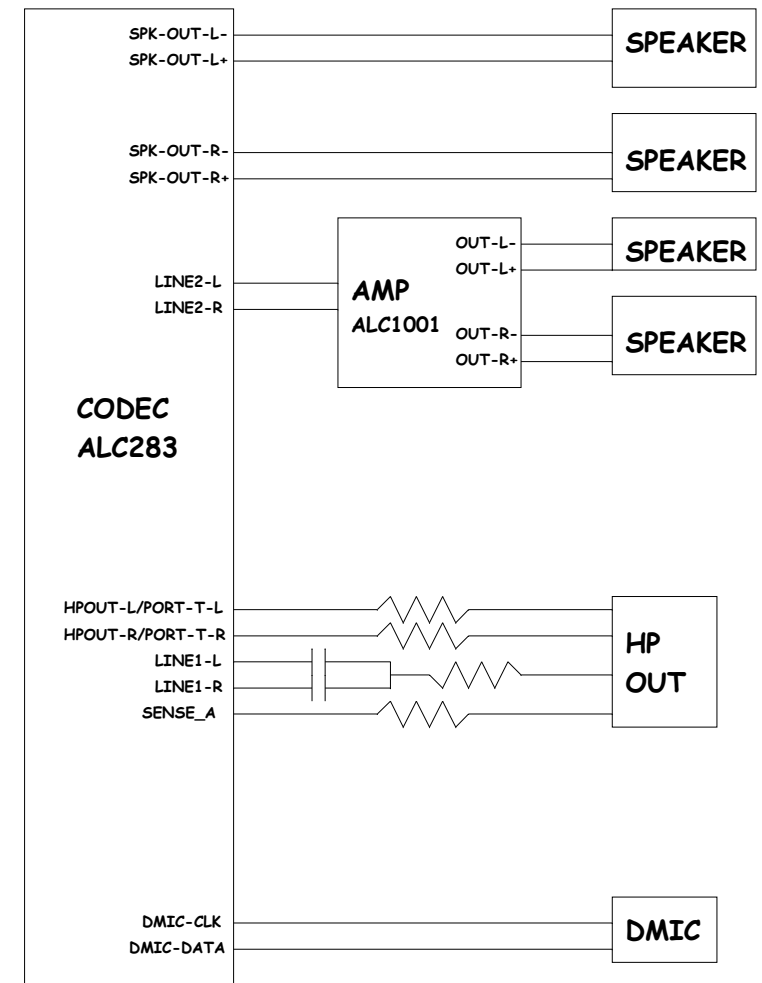 SPK-OUT-L-
SPK-OUT-L+
SPEAKER
SPK-OUT-R-
SPK-OUT-R+
SPEAKER
OUT-L-
OUT-L+
SPEAKER
LINE2-L
LINE2-R
AMP
ALC1001
OUT-R-
OUT-R+
SPEAKER
CODEC
ALC283
HPOUT-L/PORT-T-L
HPOUT-R/PORT-T-R
LINE1-L
LINE1-R
SENSE_A
HP
OUT
DMIC-CLK
DMIC-DATA
DMIC